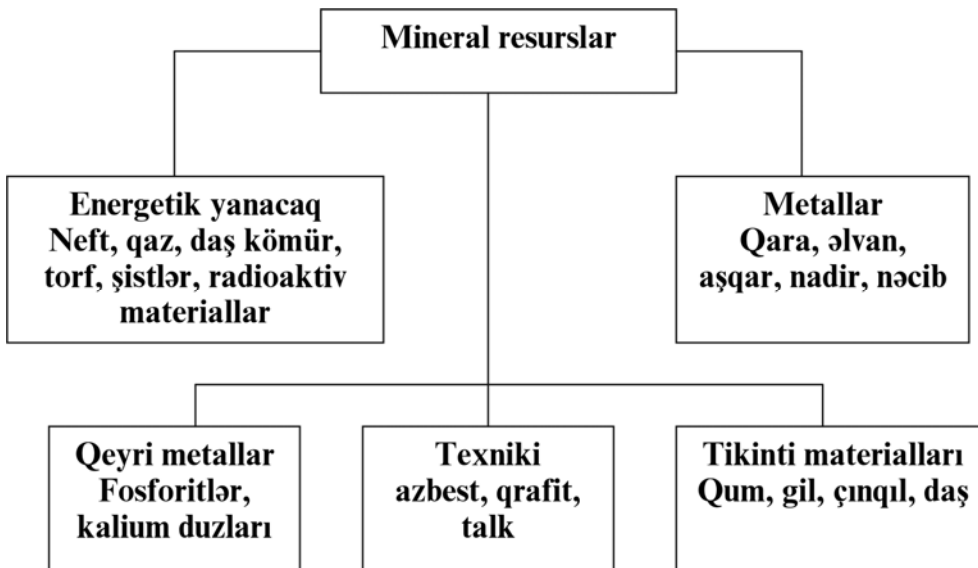 Mineral resurslar
Energetik yanacaq
Neft, qaz, daş kömür,
torf, şistlər, radioaktiv
materiallar
Metallar
Qara, əlvan,
aşqar, nadir, nəcib
Qeyri metallar
Fosforitlər,
kalium duzları
Texniki
azbest, qrafit,
talk
Tikinti materialları
Qum, gil, çınqıl, daş